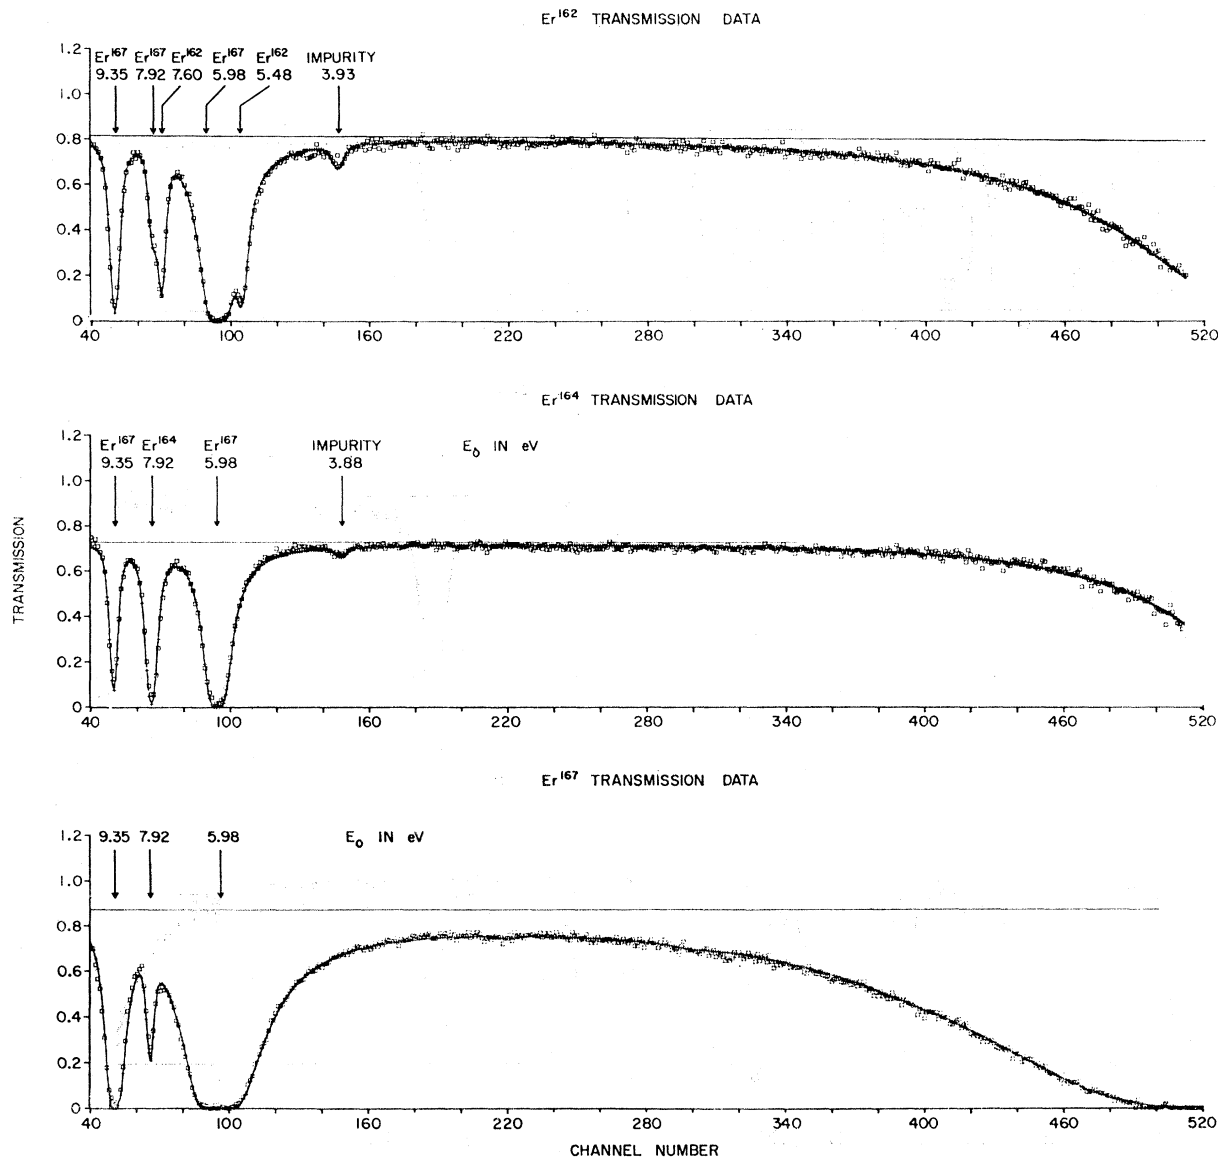 Er¹⁶² TRANSMISSION DATA
Er¹⁶⁷ Er¹⁶⁷ Er¹⁶² Er¹⁶⁷ Er¹⁶² IMPURITY
9.35 7.92 7.60 5.98 5.48 3.93
1.2
1.0
0.8
0.6
0.4
0.2
0
40 100 160 220 280 340 400 460 520
Er¹⁶⁴ TRANSMISSION DATA
Er¹⁶⁷ Er¹⁶⁴ Er¹⁶⁷ IMPURITY E₀ IN eV
9.35 7.92 5.98 3.88
1.2
1.0
0.8
0.6
0.4
0.2
0
40 100 160 220 280 340 400 460 520
TRANSMISSION
Er¹⁶⁷ TRANSMISSION DATA
9.35 7.92 5.98 E₀ IN eV
1.2
1.0
0.8
0.6
0.4
0.2
0
40 100 160 220 280 340 400 460 520
CHANNEL NUMBER